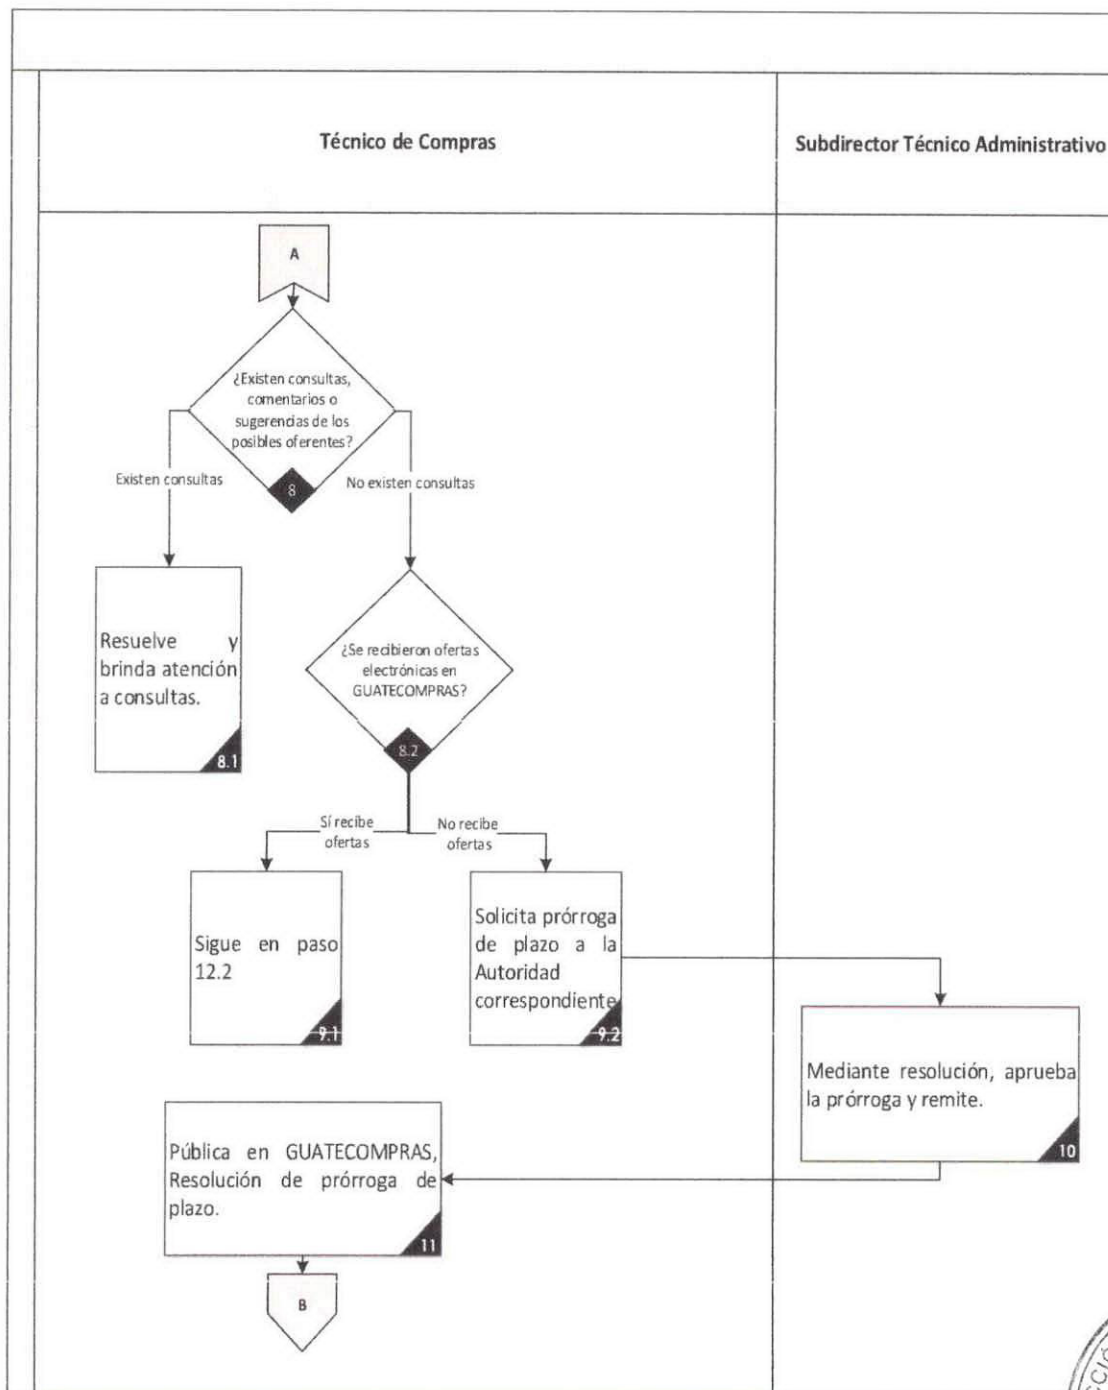 Técnico de Compras
Subdirector Técnico Administrativo
A
¿Existen consultas,
comentarios o
sugerencias de los
posibles oferentes?
8
Existen consultas
No existen consultas
Resuelve y
brinda atención
a consultas.
8.1
¿Se recibieron ofertas
electrónicas en
GUATECOMPRAS?
8.2
Sí recibe
ofertas
No recibe
ofertas
Sigue en paso
12.2
9.1
Solicita prórroga
de plazo a la
Autoridad
correspondiente
9.2
Mediante resolución, aprueba
la prórroga y remite.
10
Pública en GUATECOMPRAS,
Resolución de prórroga de
plazo.
11
B